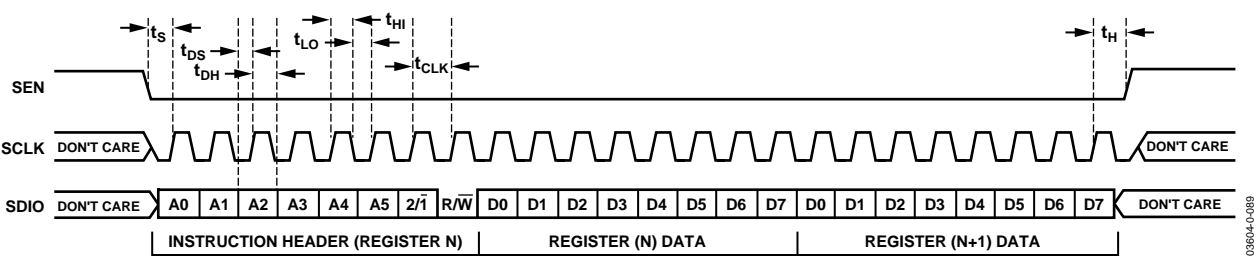 tS
tDS
tDH
tHI
tLO
tCLK
tH
SEN
SCLK DON'T CARE DON'T CARE
SDIO DON'T CARE A0 A1 A2 A3 A4 A5 2/1̅ R/W̅ D0 D1 D2 D3 D4 D5 D6 D7 D0 D1 D2 D3 D4 D5 D6 D7 DON'T CARE
INSTRUCTION HEADER (REGISTER N) REGISTER (N) DATA REGISTER (N+1) DATA
03604-0-089